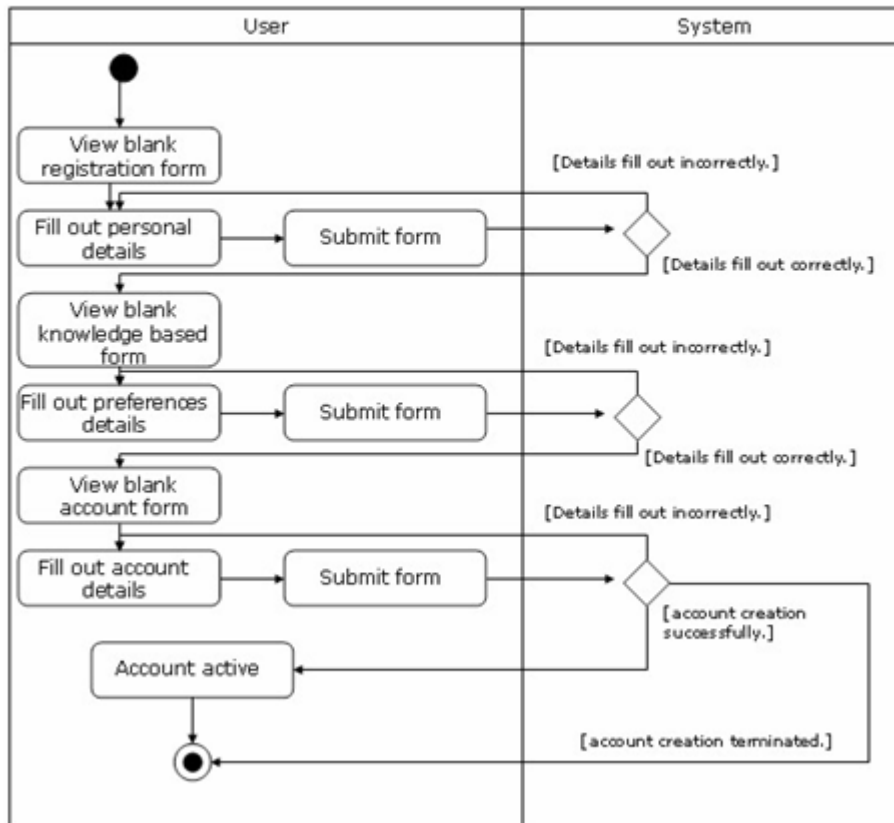 User
System
View blank
registration form
[Details fill out incorrectly.]
Fill out personal
details
Submit form
[Details fill out correctly.]
View blank
knowledge based
form
[Details fill out incorrectly.]
Fill out preferences
details
Submit form
[Details fill out correctly.]
View blank
account form
[Details fill out incorrectly.]
Fill out account
details
Submit form
[account creation
successfully.]
Account active
[account creation terminated.]